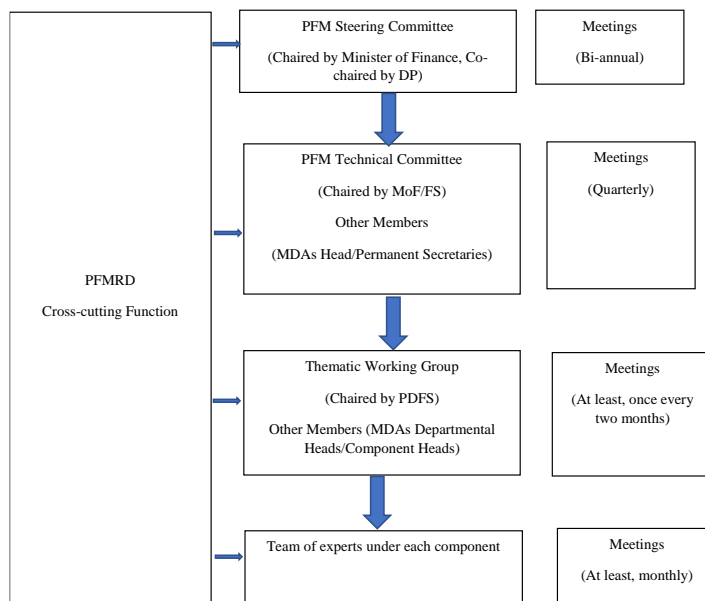 PFM Steering Committee
(Chaired by Minister of Finance, Co-
chaired by DP)
Meetings
(Bi-annual)
PFM Technical Committee
(Chaired by MoF/FS)
Other Members
(MDAs Head/Permanent Secretaries)
Meetings
(Quarterly)
PFMRD
Cross-cutting Function
Thematic Working Group
(Chaired by PDFS)
Other Members (MDAs Departmental
Heads/Component Heads)
Meetings
(At least, once every
two months)
Team of experts under each component
Meetings
(At least, monthly)